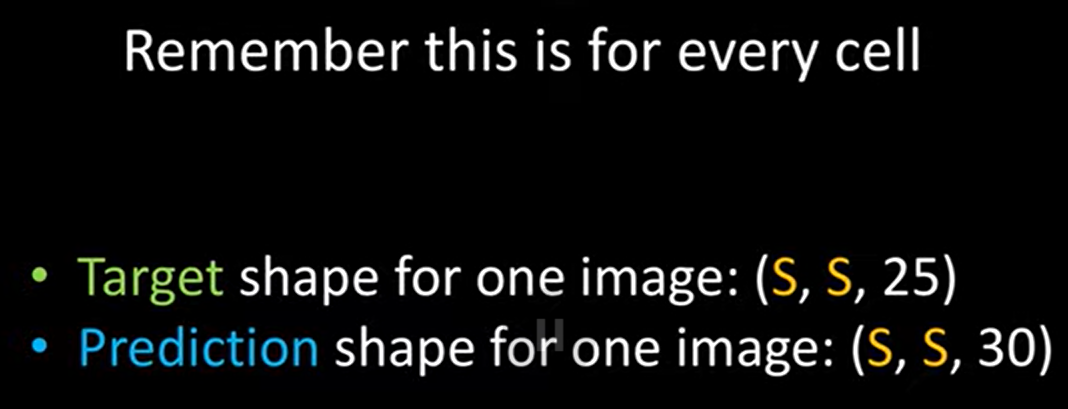 Remember this is for every cell
• Target shape for one image: (S, S, 25)
• Prediction shape for one image: (S, S, 30)